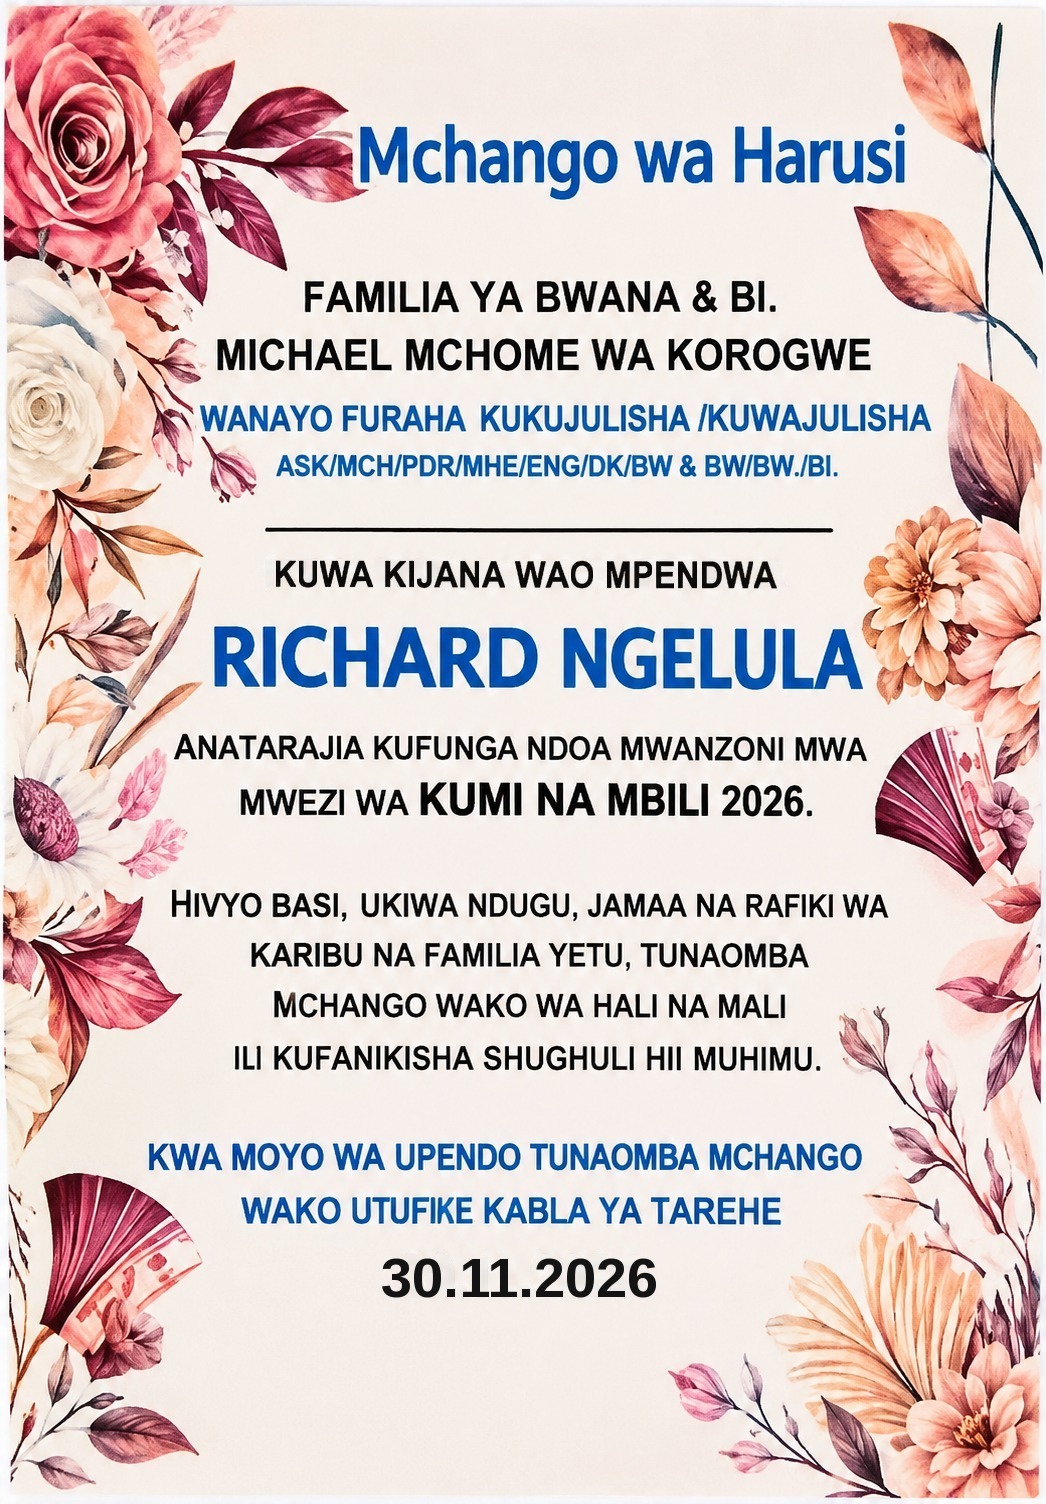 Mchango wa Harusi
FAMILIA YA BWANA & BI.
MICHAEL MCHOME WA KOROGWE
WANAYO FURAHA KUKUJULISHA /KUWAJULISHA
ASK/MCH/PDR/MHE/ENG/DK/BW & BW/BW./BI.
KUWA KIJANA WAO MPENDWA
RICHARD NGELULA
ANATARAJIA KUFUNGA NDOA MWANZONI MWA
MWEZI WA KUMI NA MBILI 2026.
HIVYO BASI, UKIWA NDUGU, JAMAA NA RAFIKI WA
KARIBU NA FAMILIA YETU, TUNAOMBA
MCHANGO WAKO WA HALI NA MALI
ILI KUFANIKISHA SHUGHULI HII MUHIMU.
KWA MOYO WA UPENDO TUNAOMBA MCHANGO
WAKO UTUFIKE KABLA YA TAREHE
30.11.2026